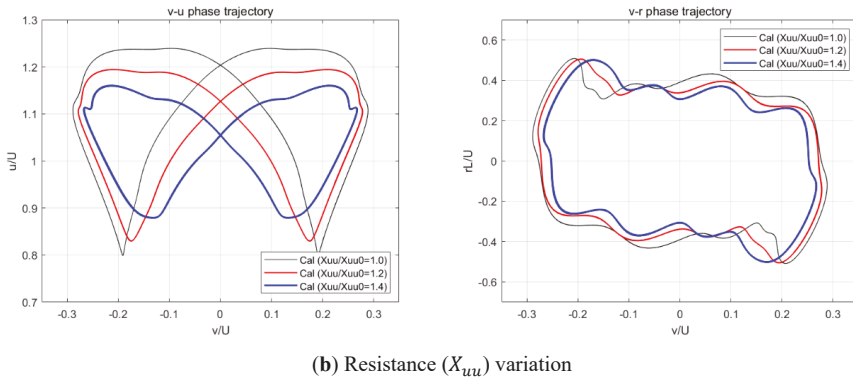 v-u phase trajectory
1.3
1.2
1.1
1
0.9
0.8
0.7
u/U
-0.3 -0.2 -0.1 0 0.1 0.2 0.3
v/U
Cal (Xuu/Xuu0=1.0)
Cal (Xuu/Xuu0=1.2)
Cal (Xuu/Xuu0=1.4)
v-r phase trajectory
0.6
0.4
0.2
0
-0.2
-0.4
-0.6
rL/U
-0.3 -0.2 -0.1 0 0.1 0.2 0.3
v/U
Cal (Xuu/Xuu0=1.0)
Cal (Xuu/Xuu0=1.2)
Cal (Xuu/Xuu0=1.4)
(b) Resistance (X_{uu}) variation